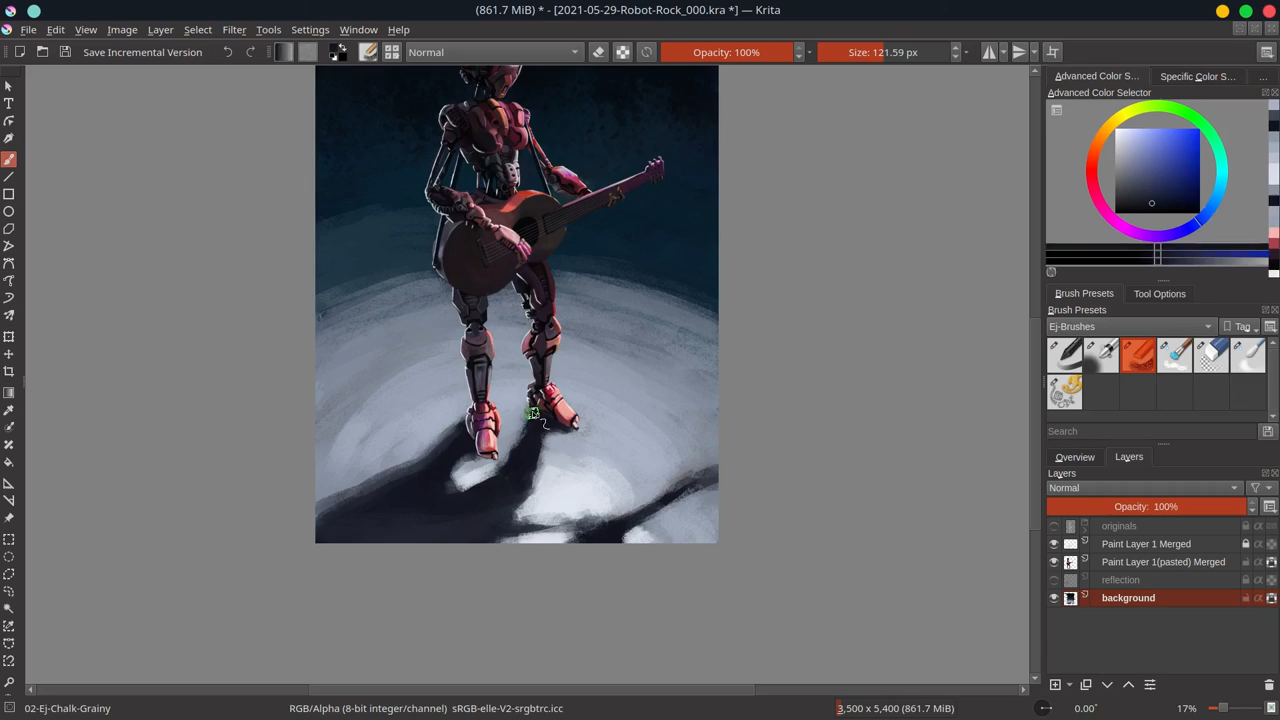 (861.7 MiB) * - [2021-05-29-Robot-Rock_000.kra *] — Krita
File Edit View Image Layer Select Filter Tools Settings Window Help
Save Incremental Version Normal Opacity: 100% Size: 121.59 px
Advanced Color S... Specific Color S... ...
Advanced Color Selector
Brush Presets Tool Options
Brush Presets
Ej-Brushes Tag
Search
Overview Layers
Layers
Normal
Opacity: 100%
originals
Paint Layer 1 Merged
Paint Layer 1(pasted) Merged
reflection
background
02-Ej-Chalk-Grainy RGB/Alpha (8-bit integer/channel) sRGB-elle-V2-srgbtrc.icc 3,500 x 5,400 (861.7 MiB) 0.00° 17%